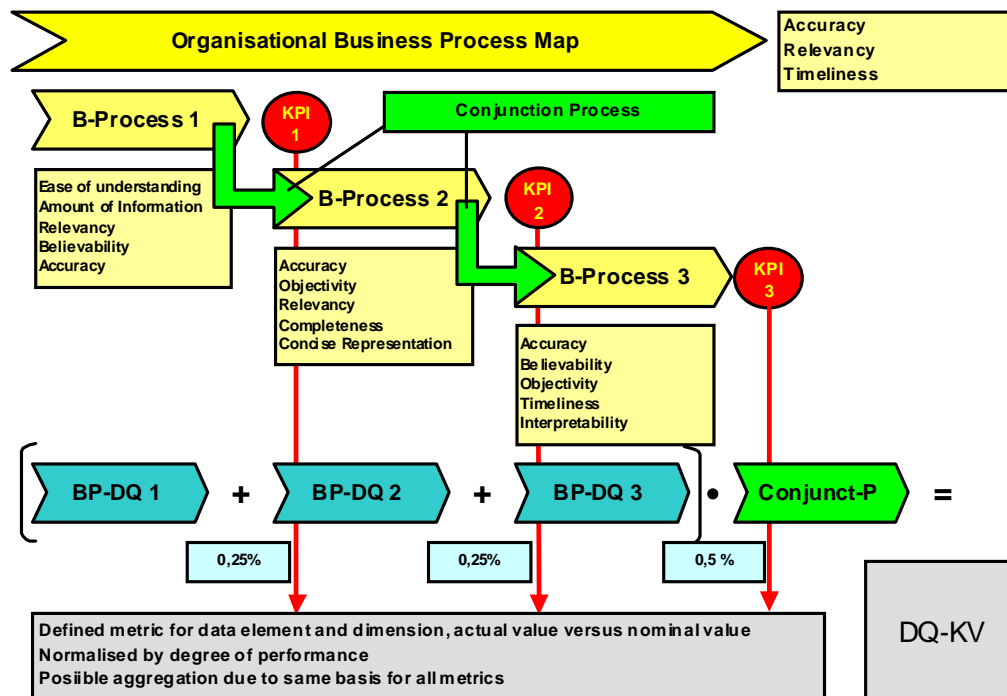 Organisational Business Process Map
Accuracy
Relevancy
Timeliness
B-Process 1
KPI
1
Conjunction Process
Ease of understanding
Amount of Information
Relevancy
Believability
Accuracy
B-Process 2
KPI
2
Accuracy
Objectivity
Relevancy
Completeness
Concise Representation
B-Process 3
KPI
3
Accuracy
Believability
Objectivity
Timeliness
Interpretability
BP-DQ 1
+
BP-DQ 2
+
BP-DQ 3
•
Conjunct-P
=
0,25%
0,25%
0,5 %
Defined metric for data element and dimension, actual value versus nominal value
Normalised by degree of performance
Posiible aggregation due to same basis for all metrics
DQ-KV